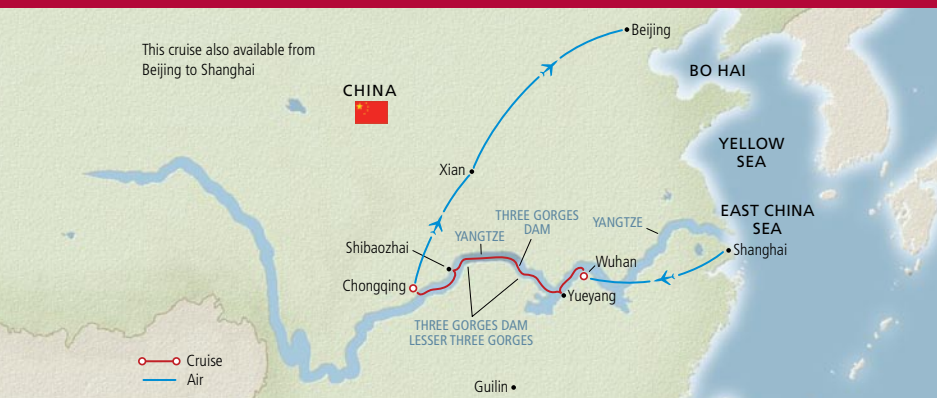 This cruise also available from
Beijing to Shanghai
Beijing
BO HAI
CHINA
YELLOW
SEA
Xian
EAST CHINA
SEA
THREE GORGES
DAM
YANGTZE
YANGTZE
Shibaozhai
Shanghai
Wuhan
Chongqing
Yueyang
THREE GORGES DAM
LESSER THREE GORGES
Cruise
Air
Guilin